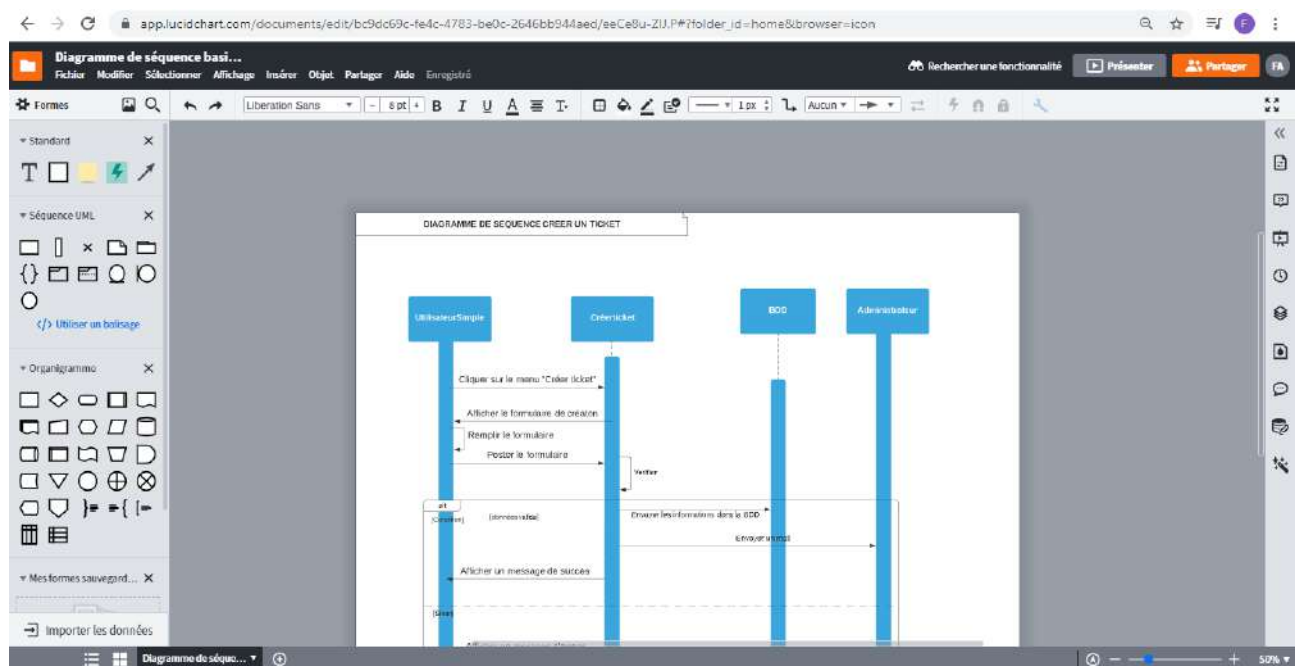 app.lucidchart.com/documents/edit/bc9dc69c-fe4c-4783-be0c-2646bb944aed/eeCe8u-ZIJ.P#?folder_id=home&browser=icon
F
Diagramme de séquence basi...
Fichier Modifier Sélectionner Affichage Insérer Objet Partager Aide Enregistré
Rechercher une fonctionnalité
Présenter
Partager
FA
Formes
Liberation Sans
- 8 pt +
B I U A T
1 px
Aucun
Standard
T
Séquence UML
</> Utiliser un balisage
Organigramme
Mes formes sauvegard...
Importer les données
DIAGRAMME DE SEQUENCE CREER UN TICKET
UtilisateurSimple
Créerticket
BDD
Administrateur
Cliquer sur le menu "Créer ticket"
Afficher le formulaire de création
Remplir le formulaire
Poster le formulaire
Vérifier
alt
[Condition]
[données valide]
Envoyer les informations dans la BDD
Envoyer un mail
Afficher un message de succès
[Sinon]
Diagramme de séque...
50%